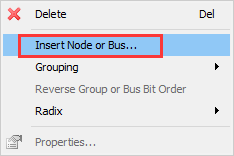 Delete Del
Insert Node or Bus...
Grouping
Reverse Group or Bus Bit Order
Radix
Properties...